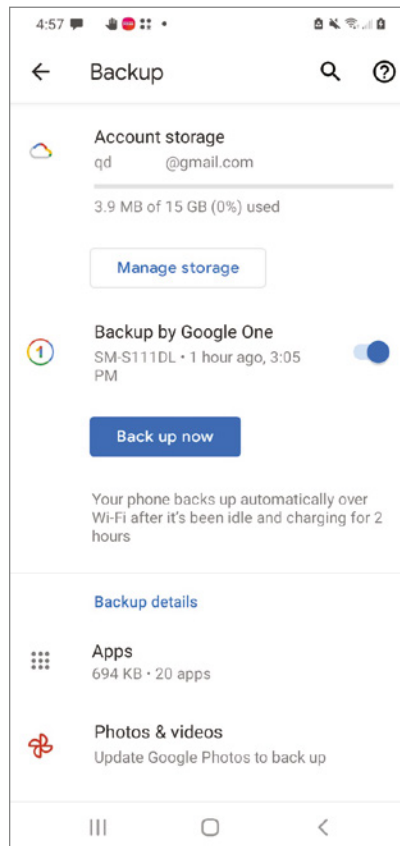 4:57
Backup
Account storage
qd @gmail.com
3.9 MB of 15 GB (0%) used
Manage storage
1
Backup by Google One
SM-S111DL • 1 hour ago, 3:05
PM
Back up now
Your phone backs up automatically over
Wi-Fi after it's been idle and charging for 2
hours
Backup details
Apps
694 KB • 20 apps
Photos & videos
Update Google Photos to back up